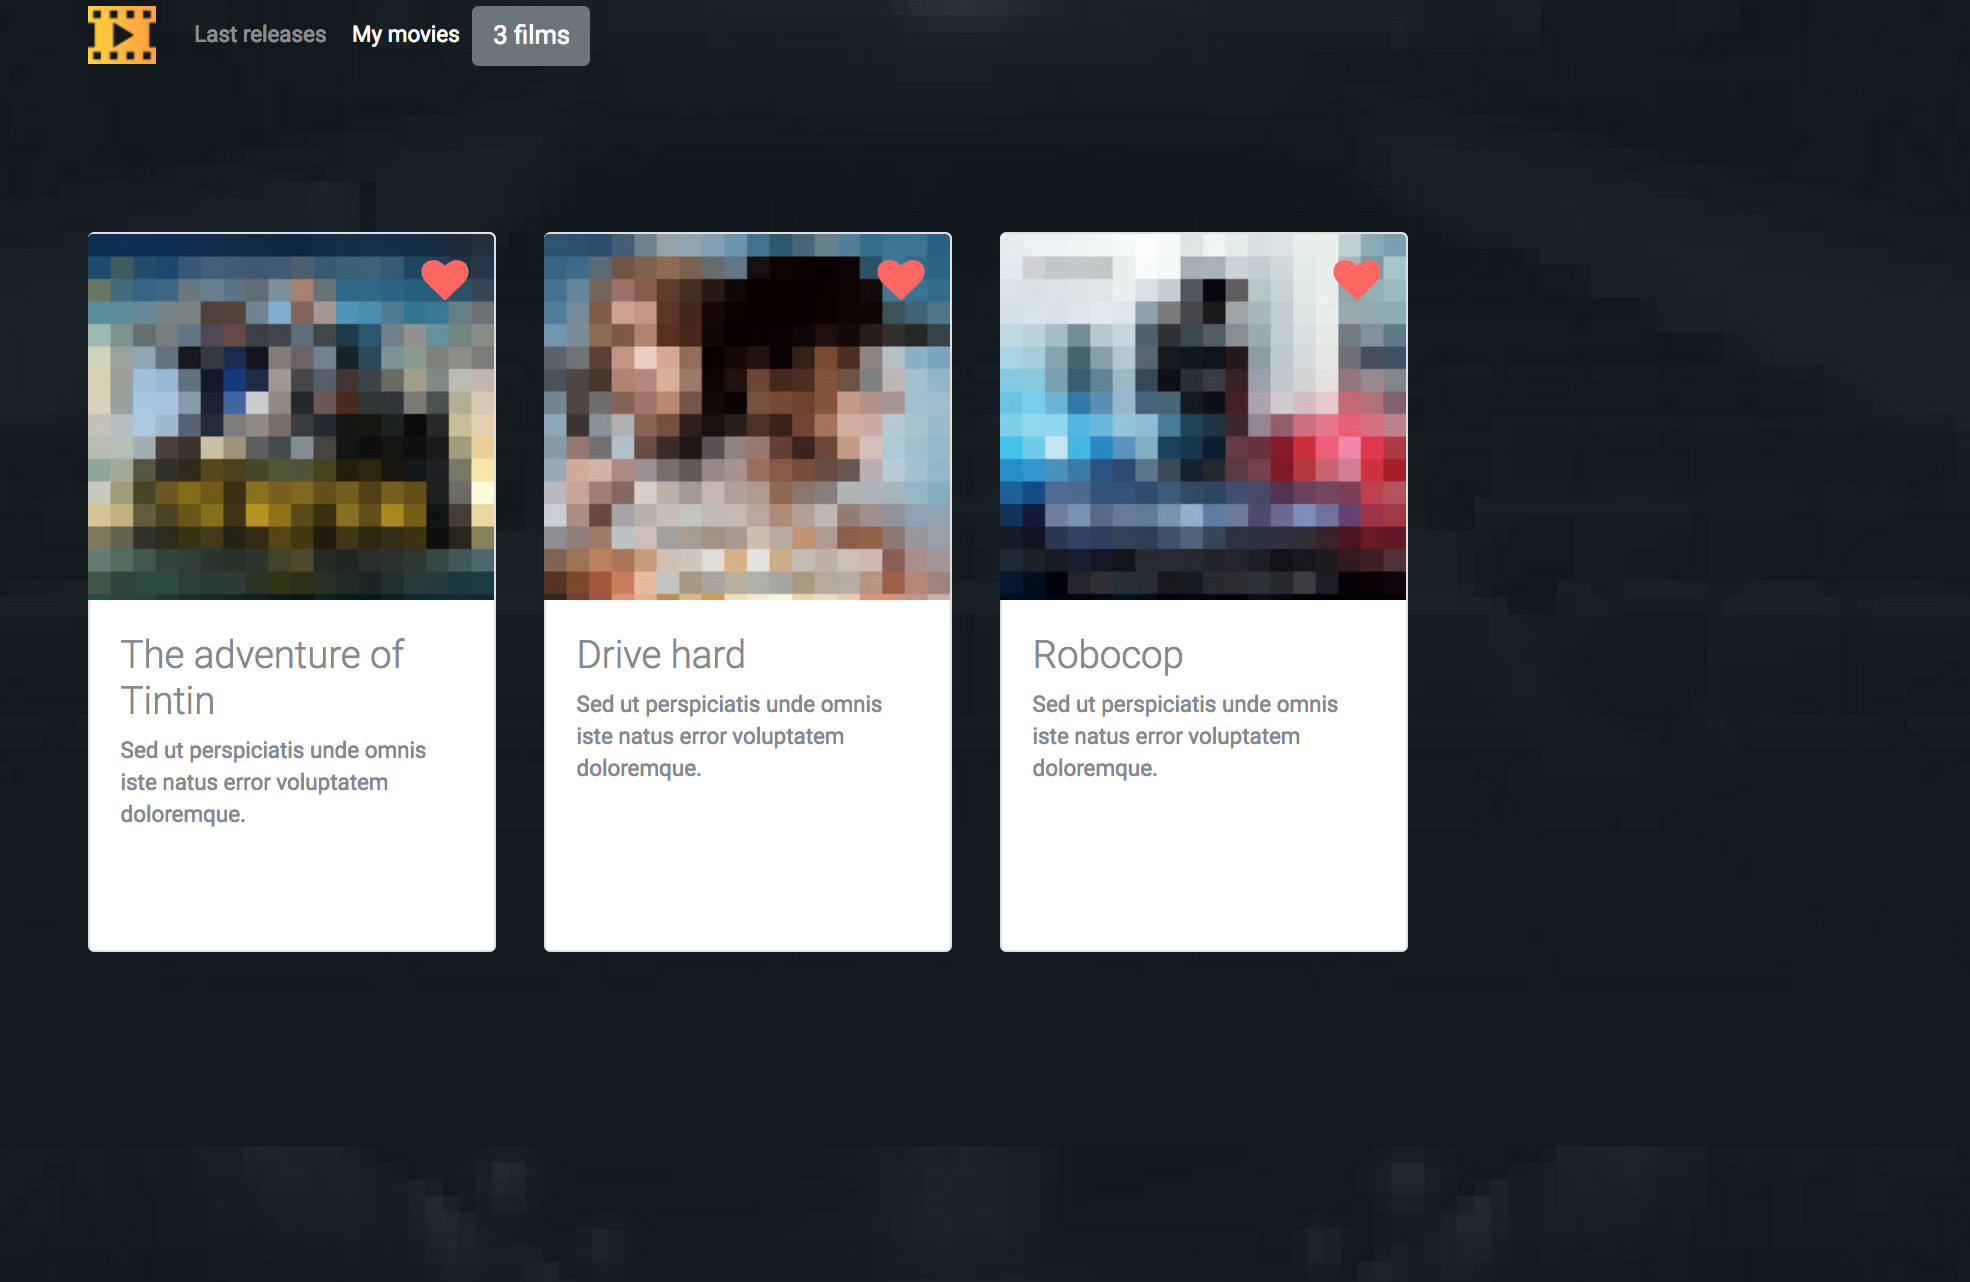 Last releases My movies 3 films
The adventure of
Tintin
Sed ut perspiciatis unde omnis
iste natus error voluptatem
doloremque.
Drive hard
Sed ut perspiciatis unde omnis
iste natus error voluptatem
doloremque.
Robocop
Sed ut perspiciatis unde omnis
iste natus error voluptatem
doloremque.